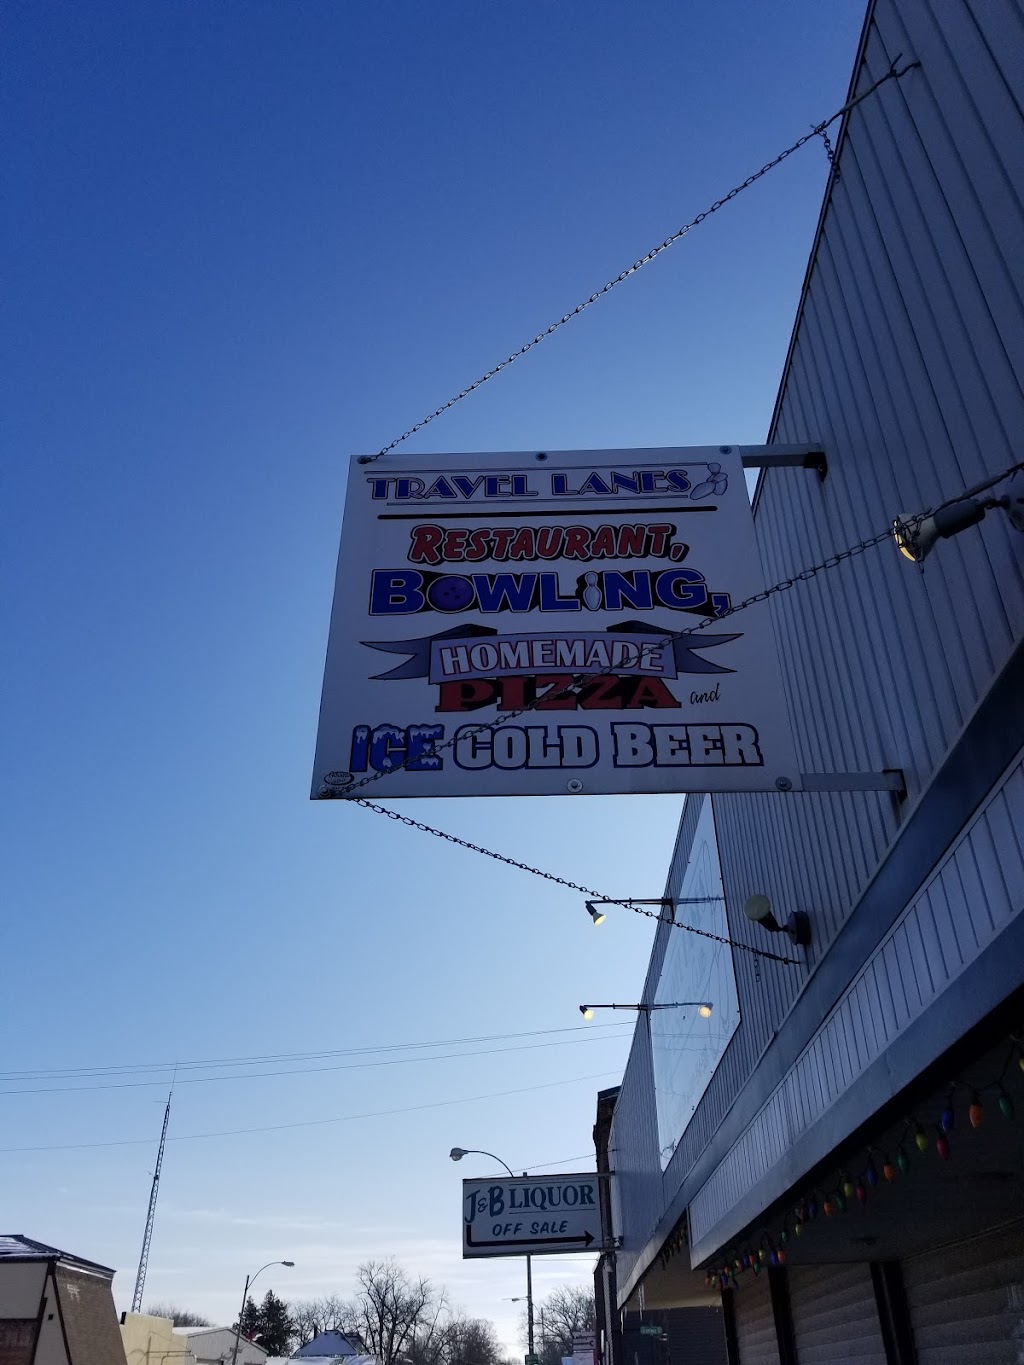 TRAVEL LANES
RESTAURANT,
BOWLING,
HOMEMADE
PIZZA and
ICE COLD BEER
J&B LIQUOR
OFF SALE